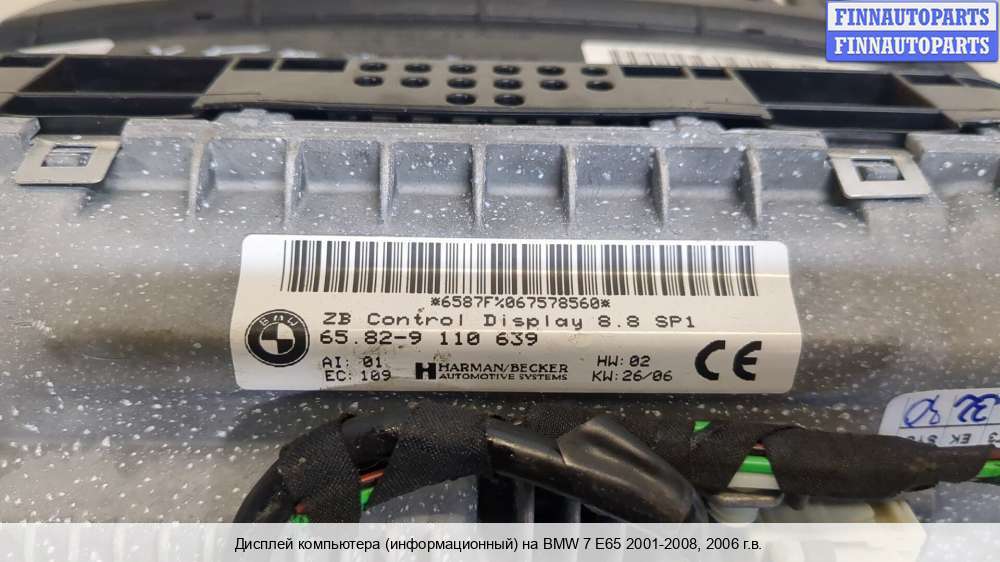 FINNAUTOPARTS
FINNAUTOPARTS
*6587F%067578560*
ZB Control Display 8.8 SP1
BMW
65.82-9 110 639
AI: 01
EC: 109
HARMAN/BECKER
AUTOMOTIVE SYSTEMS
HW: 02
KW: 26/06
CE
Дисплей компьютера (информационный) на BMW 7 E65 2001-2008, 2006 г.в.